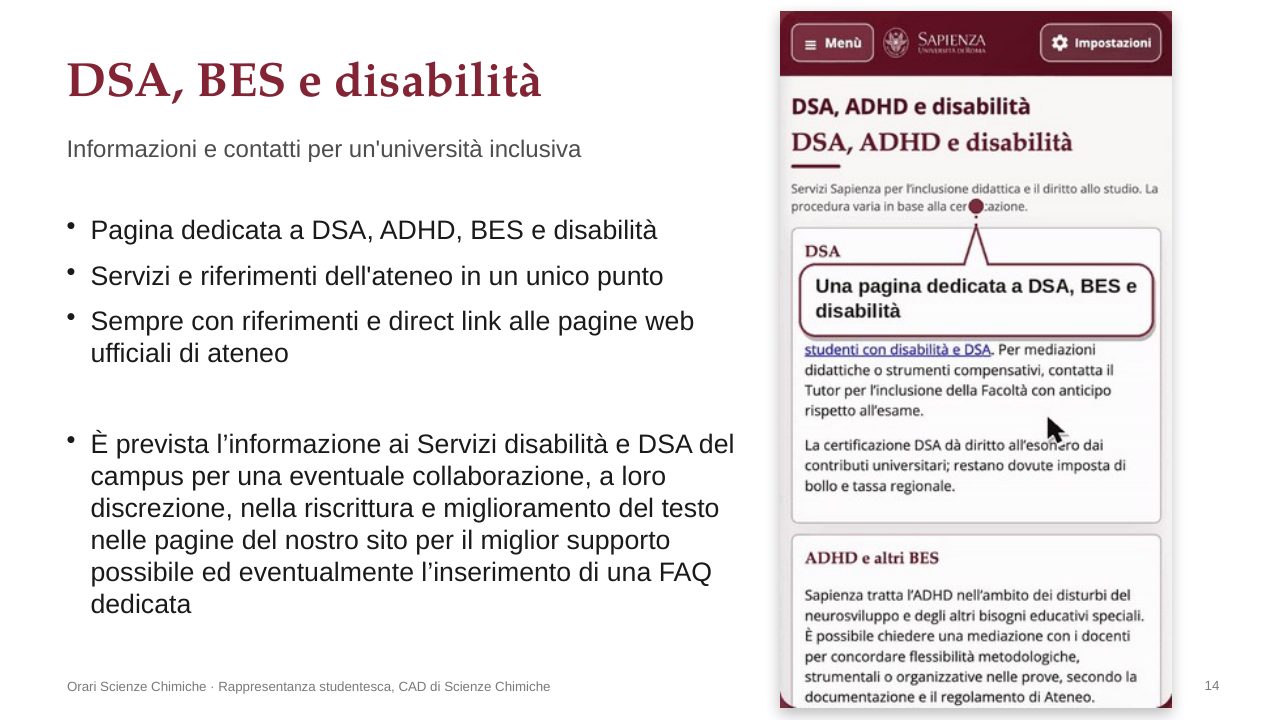 DSA, BES e disabilità
Informazioni e contatti per un'università inclusiva
• Pagina dedicata a DSA, ADHD, BES e disabilità
• Servizi e riferimenti dell'ateneo in un unico punto
• Sempre con riferimenti e direct link alle pagine web
ufficiali di ateneo
• È prevista l’informazione ai Servizi disabilità e DSA del
campus per una eventuale collaborazione, a loro
discrezione, nella riscrittura e miglioramento del testo
nelle pagine del nostro sito per il miglior supporto
possibile ed eventualmente l’inserimento di una FAQ
dedicata
Menù
SAPIENZA
UNIVERSITÀ DI ROMA
Impostazioni
DSA, ADHD e disabilità
DSA, ADHD e disabilità
Servizi Sapienza per l’inclusione didattica e il diritto allo studio. La
procedura varia in base alla
DSA
Una pagina dedicata a DSA, BES e
disabilità
studenti con disabilità e DSA. Per mediazioni
didattiche o strumenti compensativi, contatta il
Tutor per l’inclusione della Facoltà con anticipo
rispetto all’esame.
La certificazione DSA dà diritto all’esonero dai
contributi universitari; restano dovute imposta di
bollo e tassa regionale.
ADHD e altri BES
Sapienza tratta l’ADHD nell’ambito dei disturbi del
neurosviluppo e degli altri bisogni educativi speciali.
È possibile chiedere una mediazione con i docenti
per concordare flessibilità metodologiche,
strumentali o organizzative nelle prove, secondo la
documentazione e il regolamento di Ateneo.
Orari Scienze Chimiche · Rappresentanza studentesca, CAD di Scienze Chimiche
14